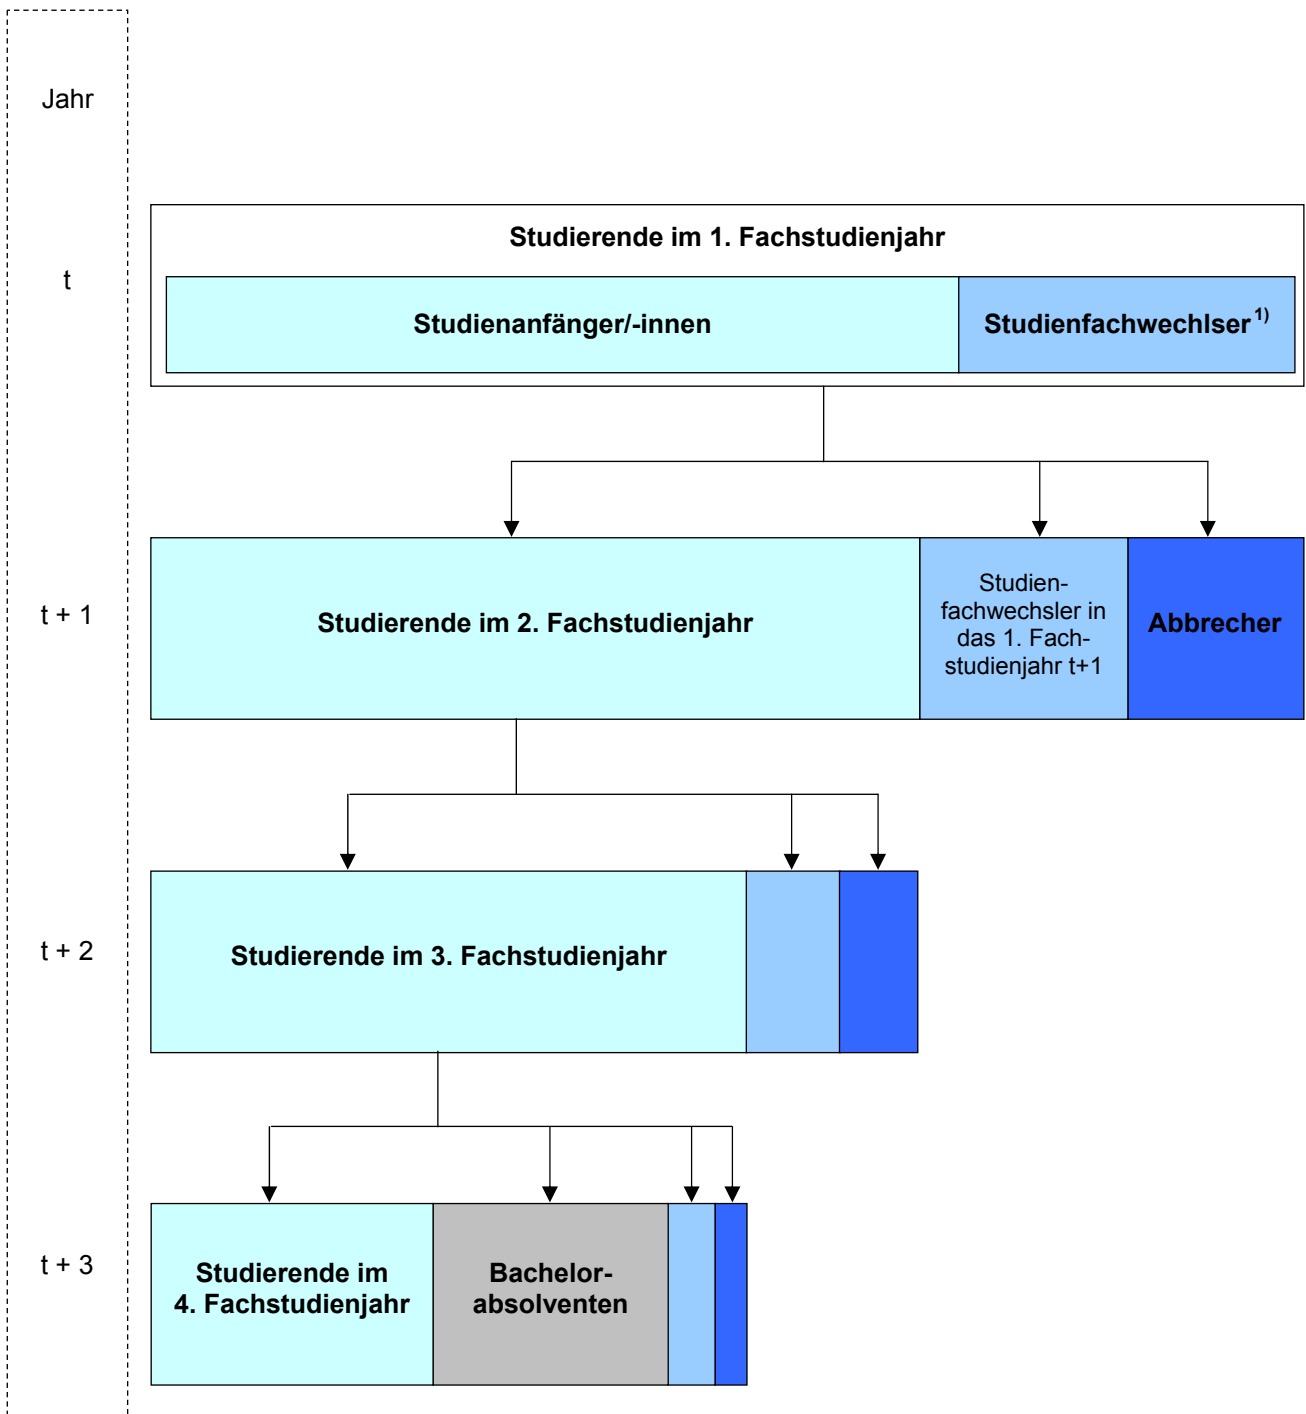 Jahr
Studierende im 1. Fachstudienjahr
t
Studienanfänger/-innen
Studienfachwechlser 1)
t + 1
Studierende im 2. Fachstudienjahr
Studien-
fachwechsler in
das 1. Fach-
studienjahr t+1
Abbrecher
t + 2
Studierende im 3. Fachstudienjahr
t + 3
Studierende im
4. Fachstudienjahr
Bachelor-
absolventen